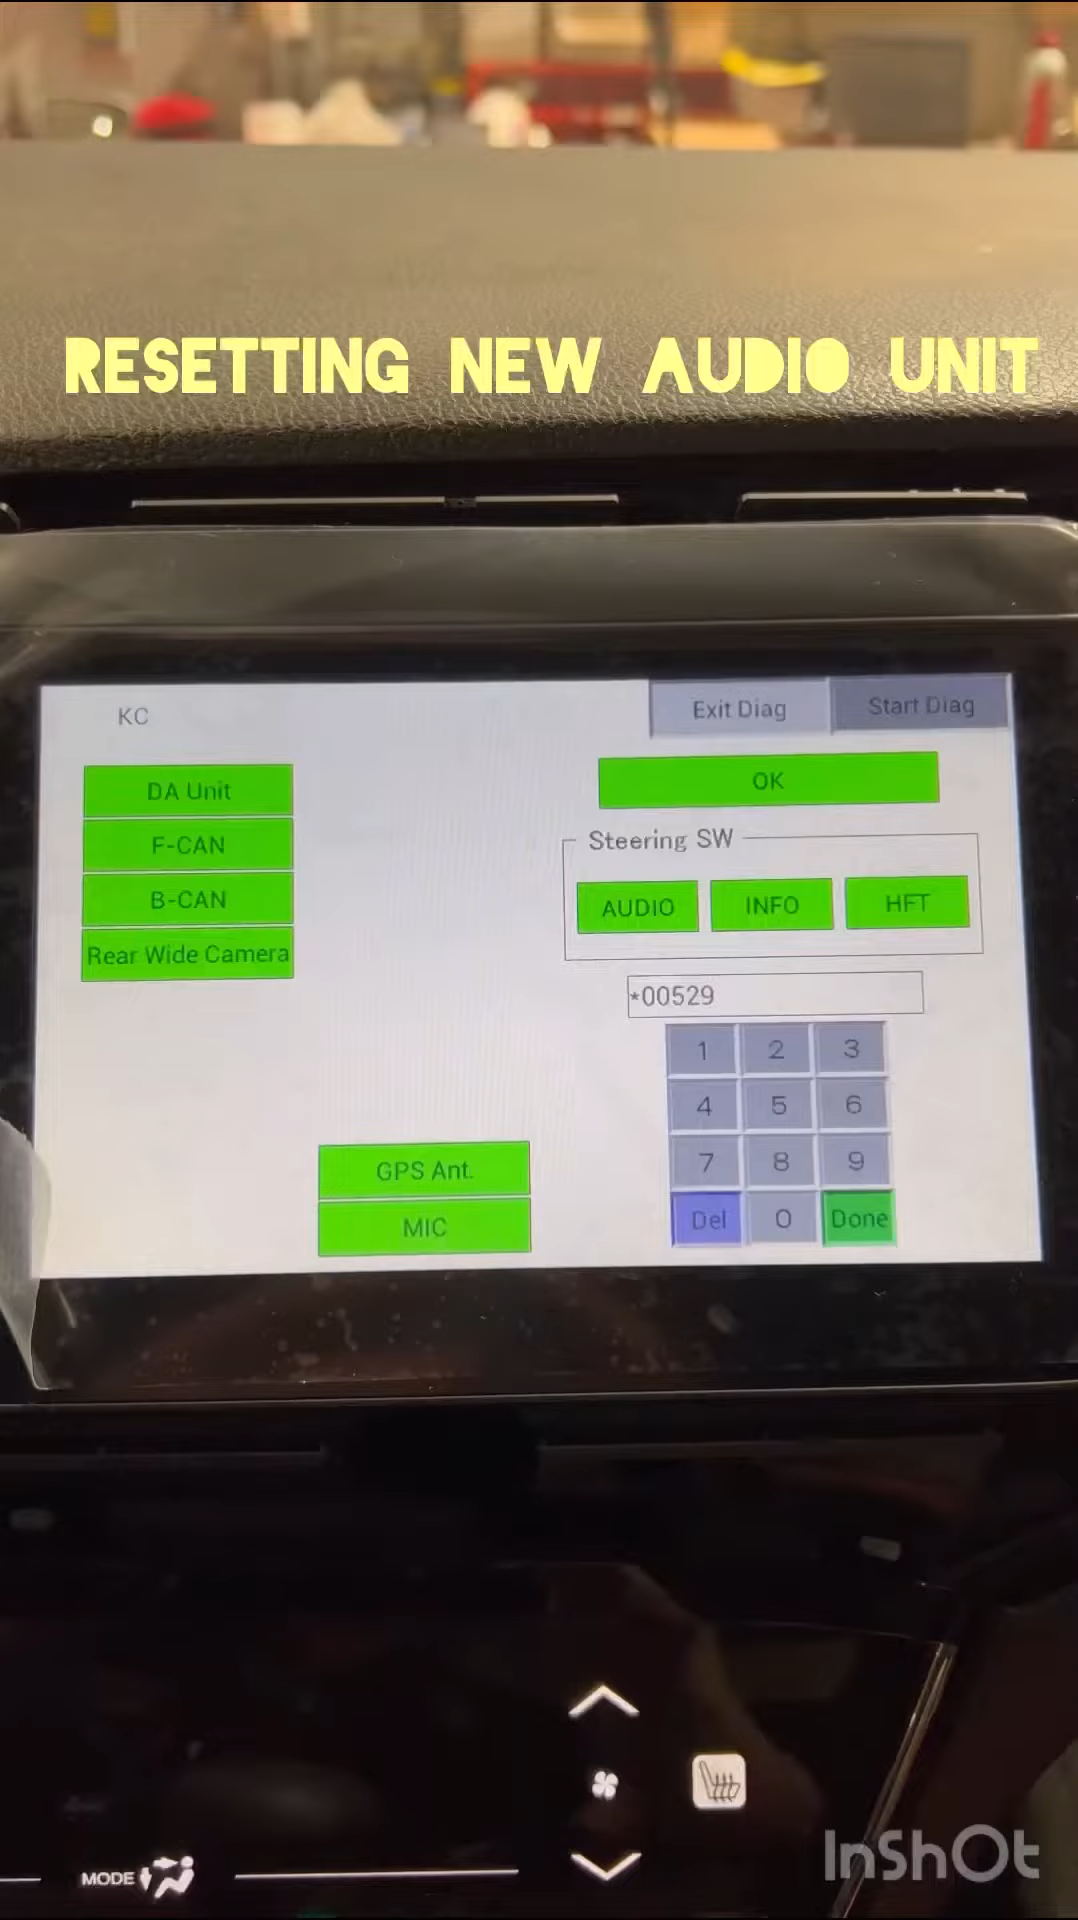 RESETTING NEW AUDIO UNIT
KC
Exit Diag
Start Diag
DA Unit
F-CAN
B-CAN
Rear Wide Camera
OK
Steering SW
AUDIO
INFO
HFT
*00529
1 2 3
4 5 6
7 8 9
Del 0 Done
GPS Ant.
MIC
MODE
InShOt